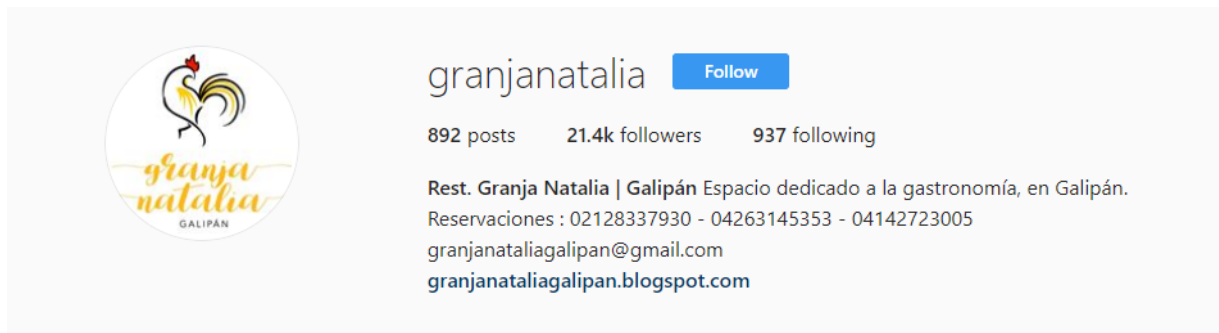 granja
natalia
GALIPÁN
granjanatalia Follow
892 posts 21.4k followers 937 following
Rest. Granja Natalia | Galipán Espacio dedicado a la gastronomía, en Galipán.
Reservaciones : 02128337930 - 04263145353 - 04142723005
granjanataliagalipan@gmail.com
granjanataliagalipan.blogspot.com